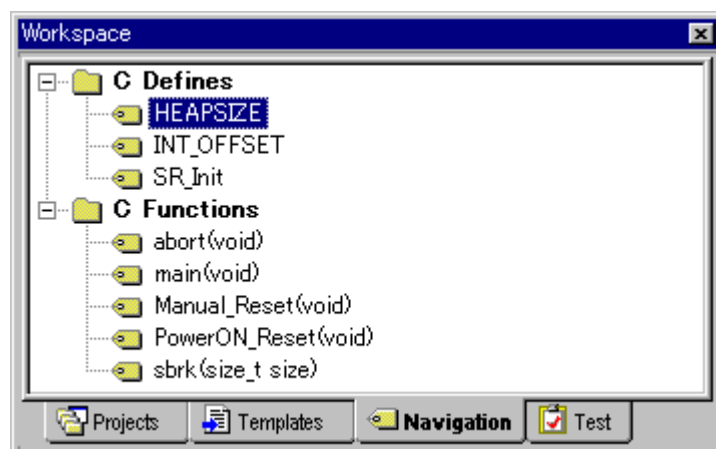 Workspace
C Defines
HEAPSIZE
INT_OFFSET
SR_Init
C Functions
abort(void)
main(void)
Manual_Reset(void)
PowerON_Reset(void)
sbrk(size_t size)
Projects Templates Navigation Test